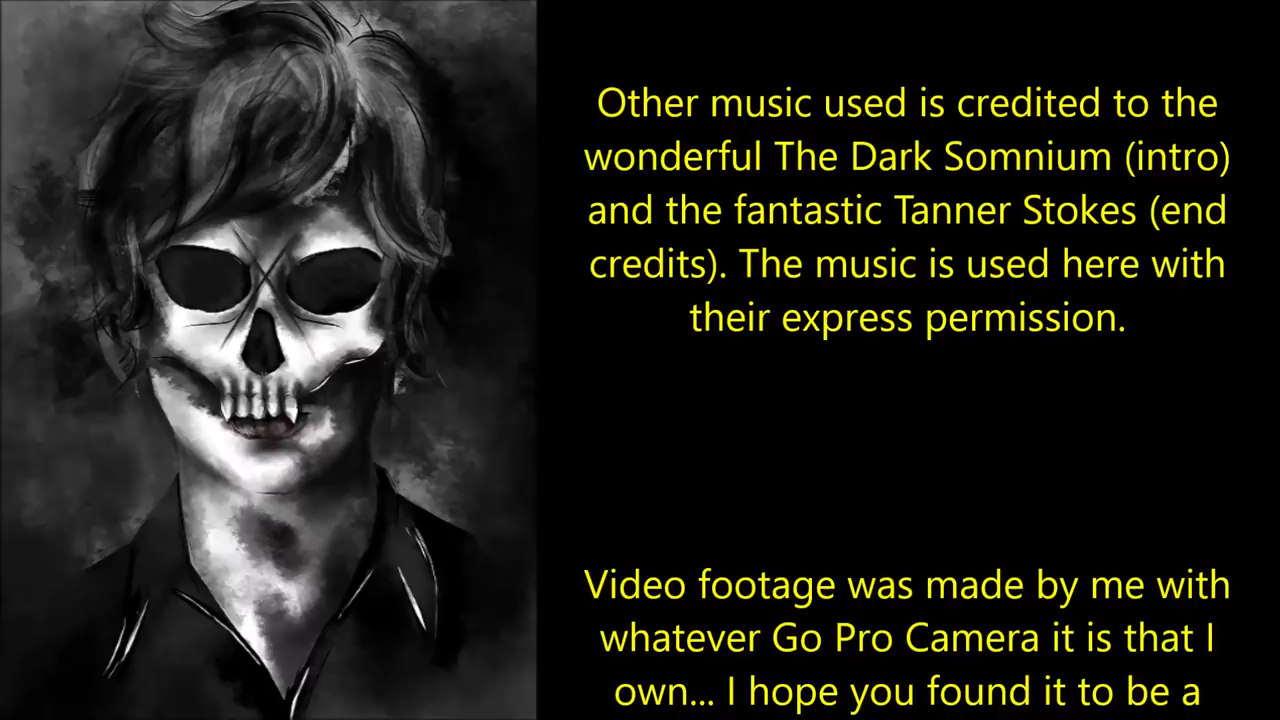 Other music used is credited to the
wonderful The Dark Somnium (intro)
and the fantastic Tanner Stokes (end
credits). The music is used here with
their express permission.
Video footage was made by me with
whatever Go Pro Camera it is that I
own... I hope you found it to be a